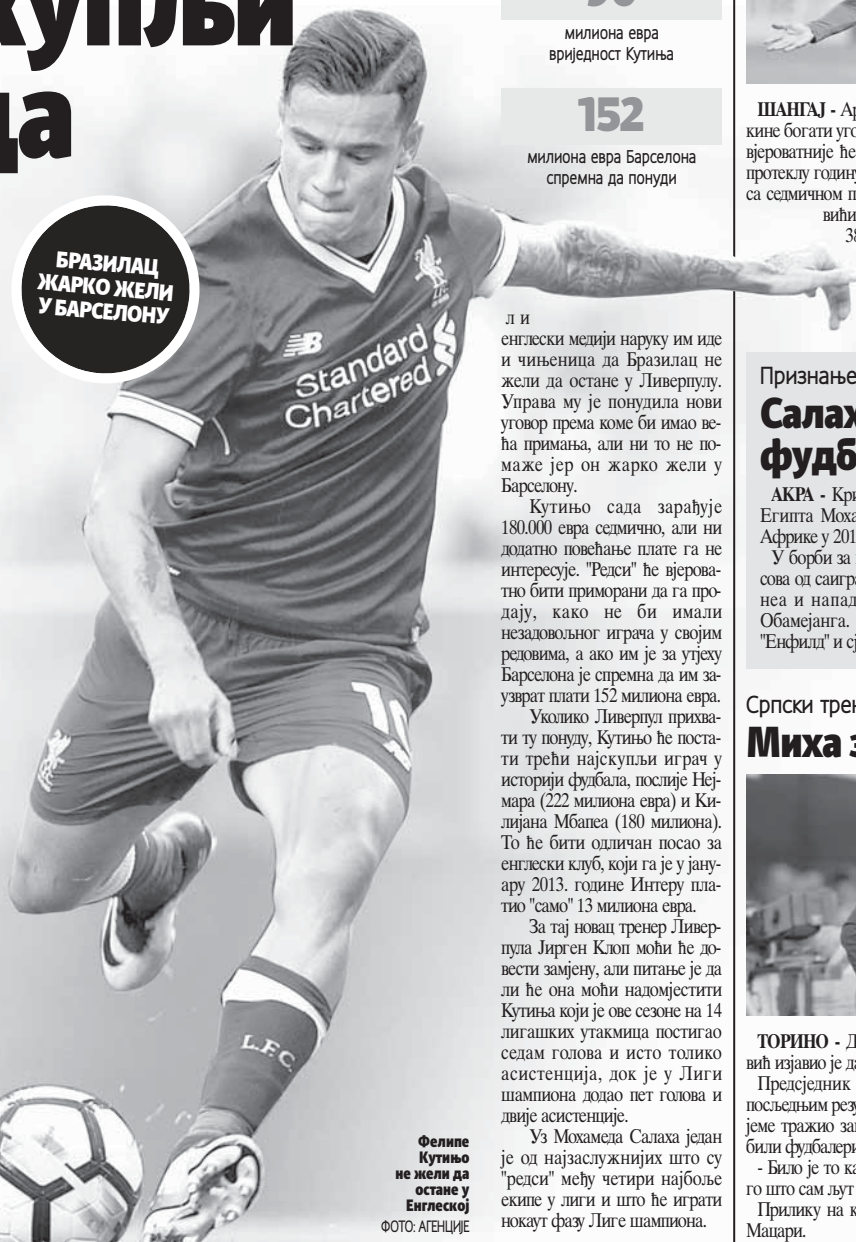 купљи
да
милиона евра
вриједност Кутиња
152
милиона евра Барселона
спремна да понуди
БРАЗИЛАЦ
ЖАРКО ЖЕЛИ
У БАРСЕЛОНУ
NB
Standard
Chartered
10
L.F.C.
ли
енглески медији наруку им иде
и чињеница да Бразилац не
жели да остане у Ливерпулу.
Управа му је понудила нови
уговор према коме би имао ве-
ћа примања, али ни то не по-
маже јер он жарко жели у
Барселону.
Кутињо сада зарађује
180.000 евра седмично, али ни
додатно повећање плате га не
интересује. "Редси" ће вјерова-
тно бити приморани да га про-
дају, како не би имали
незадовољног играча у својим
редовима, а ако им је за утјеху
Барселона је спремна да им за-
узврат плати 152 милиона евра.
Уколико Ливерпул прихва-
ти ту понуду, Кутињо ће поста-
ти трећи најскупљи играч у
историји фудбала, послије Неј-
мара (222 милиона евра) и Ки-
лијана Мбапеа (180 милиона).
То ће бити одличан посао за
енглески клуб, који га је у јану-
ару 2013. године Интеру пла-
тио "само" 13 милиона евра.
За тај новац тренер Ливер-
пула Јирген Клоп моћи ће до-
вести замјену, али питање је да
ли ће она моћи надомјестити
Кутиња који је ове сезоне на 14
лигашких утакмица постигао
седам голова и исто толико
асистенција, док је у Лиги
шампиона додао пет голова и
двије асистенције.
Уз Мохамеда Салаха један
је од најзаслужнијих што су
"редси" међу четири најбоље
екипе у лиги и што ће играти
нокаут фазу Лиге шампиона.
Фелипе
Кутињо
не жели да
остане у
Енглеској
ФОТО: АГЕНЦИЈЕ
ШАНГАЈ - Ар
кине богати уго
вјероватније ће
протеклу годину
са седмичном п
вићи
38
Признање
Салах
фудб
АКРА - Кри
Египта Моха
Африке у 201
У борби за
сова од саигра
неа и напад
Обамејанга.
"Енфилд" и сј
Српски трен
Миха з
ТОРИНО - Д
вић изјавио је да
Предсједник
посљедњим резу
јеме тражио за
били фудбалери
- Било је то ка
го што сам љут
Прилику на к
Мацари.